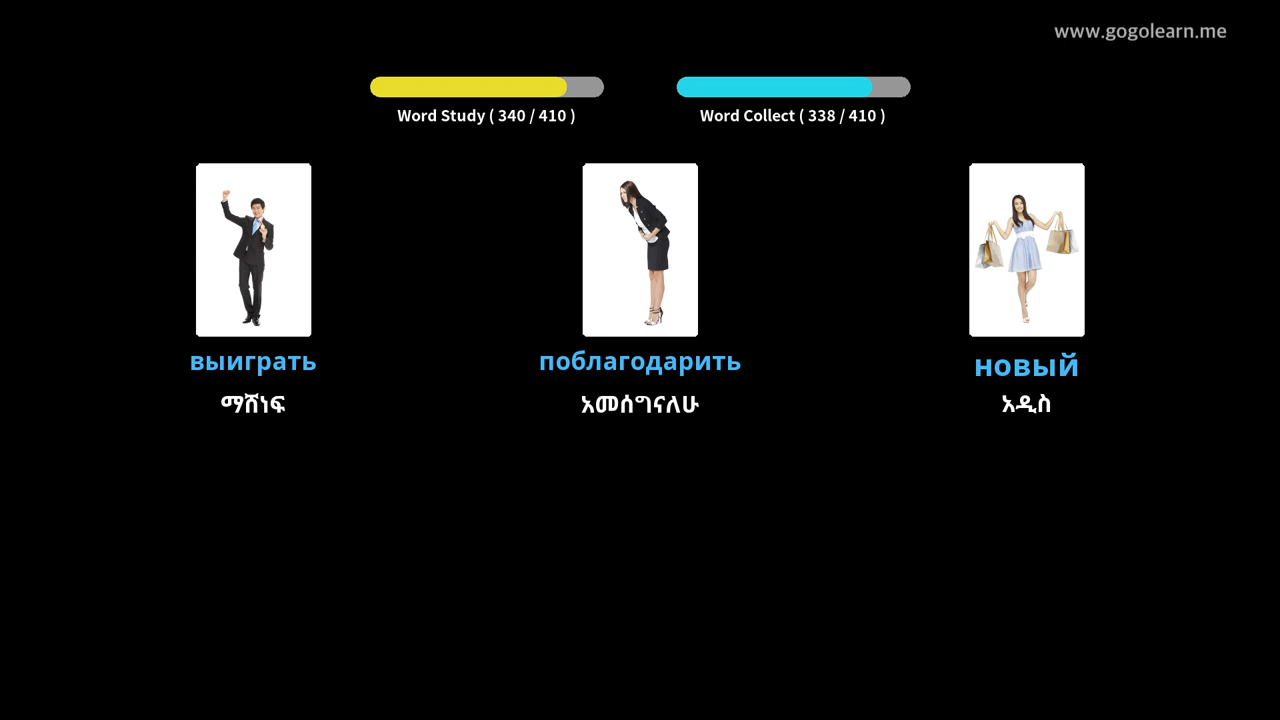 www.gogolearn.me
Word Study ( 340 / 410 )
Word Collect ( 338 / 410 )
выиграть
поблагодарить
новый
ማሸነፍ
አመሰግናለሁ
አዲስ